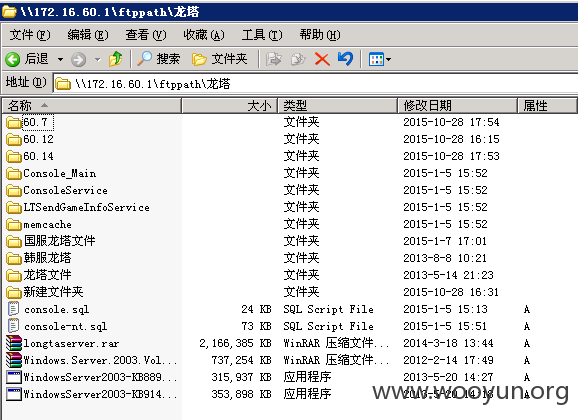 \\172.16.60.1\ftppath\龙塔
文件(F) 编辑(E) 查看(V) 收藏(A) 工具(T) 帮助(H)
后退 搜索 文件夹
地址(D) \\172.16.60.1\ftppath\龙塔
名称 大小 类型 修改日期 属性
60.7 文件夹 2015-10-28 17:54
60.12 文件夹 2015-10-28 16:15
60.14 文件夹 2015-10-28 17:53
Console_Main 文件夹 2015-1-5 15:52
ConsoleService 文件夹 2015-1-5 15:52
LTSendGameInfoService 文件夹 2015-1-5 15:52
memcache 文件夹 2015-1-5 15:52
国服龙塔文件 文件夹 2015-1-7 17:01
韩服龙塔 文件夹 2013-8-8 10:21
龙塔文件 文件夹 2013-5-14 21:23
新建文件夹 文件夹 2015-10-28 16:31
console.sql 24 KB SQL Script File 2015-1-5 15:13 A
console-nt.sql 73 KB SQL Script File 2015-1-5 15:51 A
longtaserver.rar 2,166,385 KB WinRAR 压缩文件... 2014-3-18 13:44 A
Windows.Server.2003.Vol... 737,254 KB WinRAR 压缩文件... 2012-2-14 17:49 A
WindowsServer2003-KB889... 315,937 KB 应用程序 2013-5-20 14:27 A
WindowsServer2003-KB914... 353,898 KB 应用程序 2013-5-20 14:18 A
www.wooyun.org